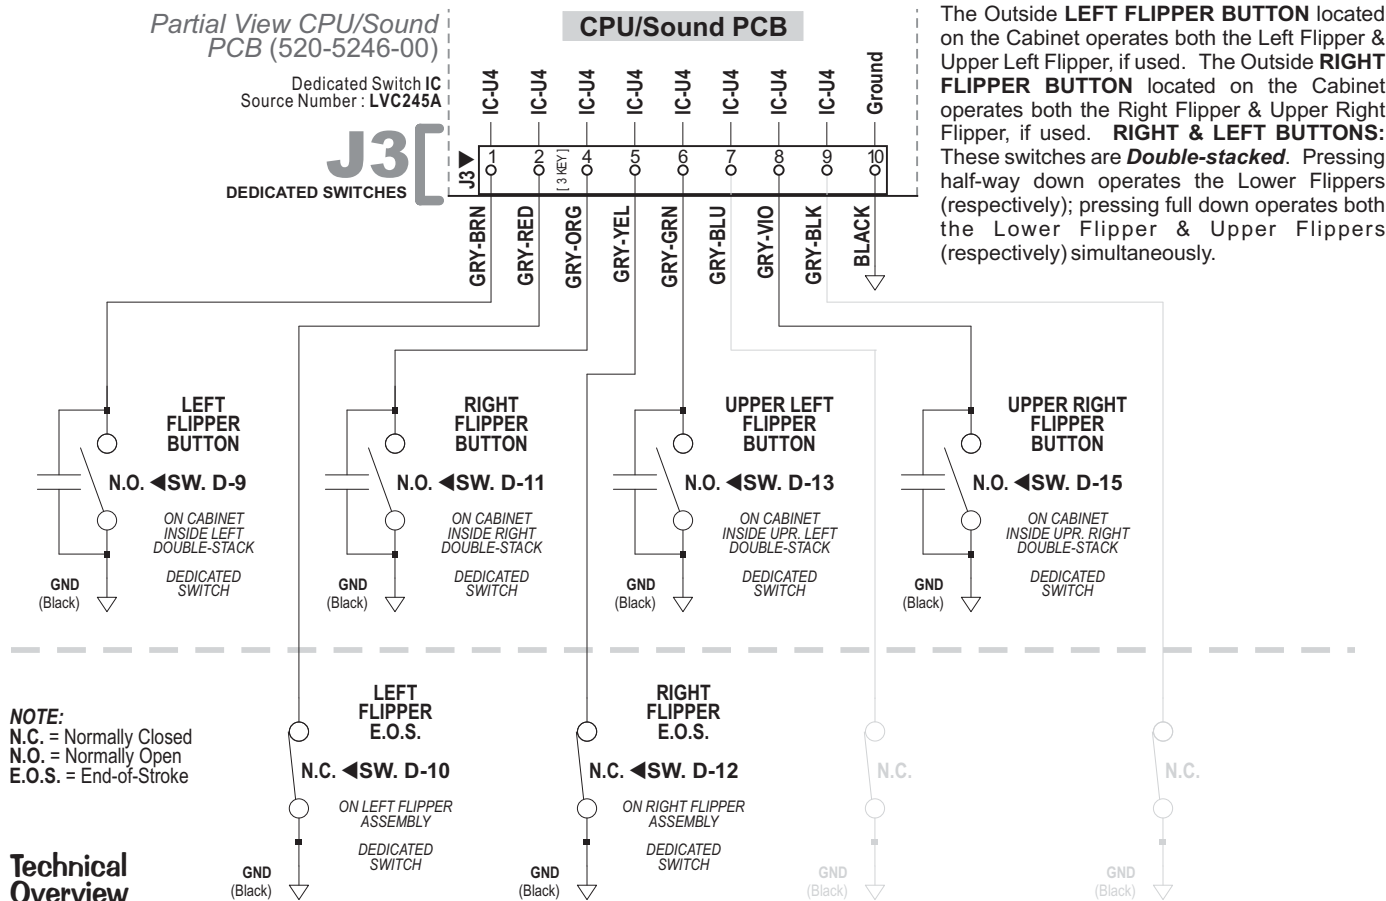 Partial View CPU/Sound
PCB (520-5246-00)
CPU/Sound PCB
Dedicated Switch IC
Source Number : LVC245A
J3
DEDICATED SWITCHES
The Outside LEFT FLIPPER BUTTON located
on the Cabinet operates both the Left Flipper &
Upper Left Flipper, if used. The Outside RIGHT
FLIPPER BUTTON located on the Cabinet
operates both the Right Flipper & Upper Right
Flipper, if used. RIGHT & LEFT BUTTONS:
These switches are Double-stacked. Pressing
half-way down operates the Lower Flippers
(respectively); pressing full down operates both
the Lower Flipper & Upper Flippers
(respectively) simultaneously.
IC-U4 IC-U4 IC-U4 IC-U4 IC-U4 IC-U4 IC-U4 IC-U4 Ground
J3 1 2 [ 3 KEY ] 4 5 6 7 8 9 10
GRY-BRN GRY-RED GRY-ORG GRY-YEL GRY-GRN GRY-BLU GRY-VIO GRY-BLK BLACK
LEFT
FLIPPER
BUTTON
N.O. ◀SW. D-9
ON CABINET
INSIDE LEFT
DOUBLE-STACK
DEDICATED
SWITCH
GND
(Black)
RIGHT
FLIPPER
BUTTON
N.O. ◀SW. D-11
ON CABINET
INSIDE RIGHT
DOUBLE-STACK
DEDICATED
SWITCH
GND
(Black)
UPPER LEFT
FLIPPER
BUTTON
N.O. ◀SW. D-13
ON CABINET
INSIDE UPR. LEFT
DOUBLE-STACK
DEDICATED
SWITCH
GND
(Black)
UPPER RIGHT
FLIPPER
BUTTON
N.O. ◀SW. D-15
ON CABINET
INSIDE UPR. RIGHT
DOUBLE-STACK
DEDICATED
SWITCH
GND
(Black)
NOTE:
N.C. = Normally Closed
N.O. = Normally Open
E.O.S. = End-of-Stroke
LEFT
FLIPPER
E.O.S.
N.C. ◀SW. D-10
ON LEFT FLIPPER
ASSEMBLY
DEDICATED
SWITCH
GND
(Black)
RIGHT
FLIPPER
E.O.S.
N.C. ◀SW. D-12
ON RIGHT FLIPPER
ASSEMBLY
DEDICATED
SWITCH
GND
(Black)
N.C.
GND
(Black)
N.C.
GND
(Black)
Technical
Overview